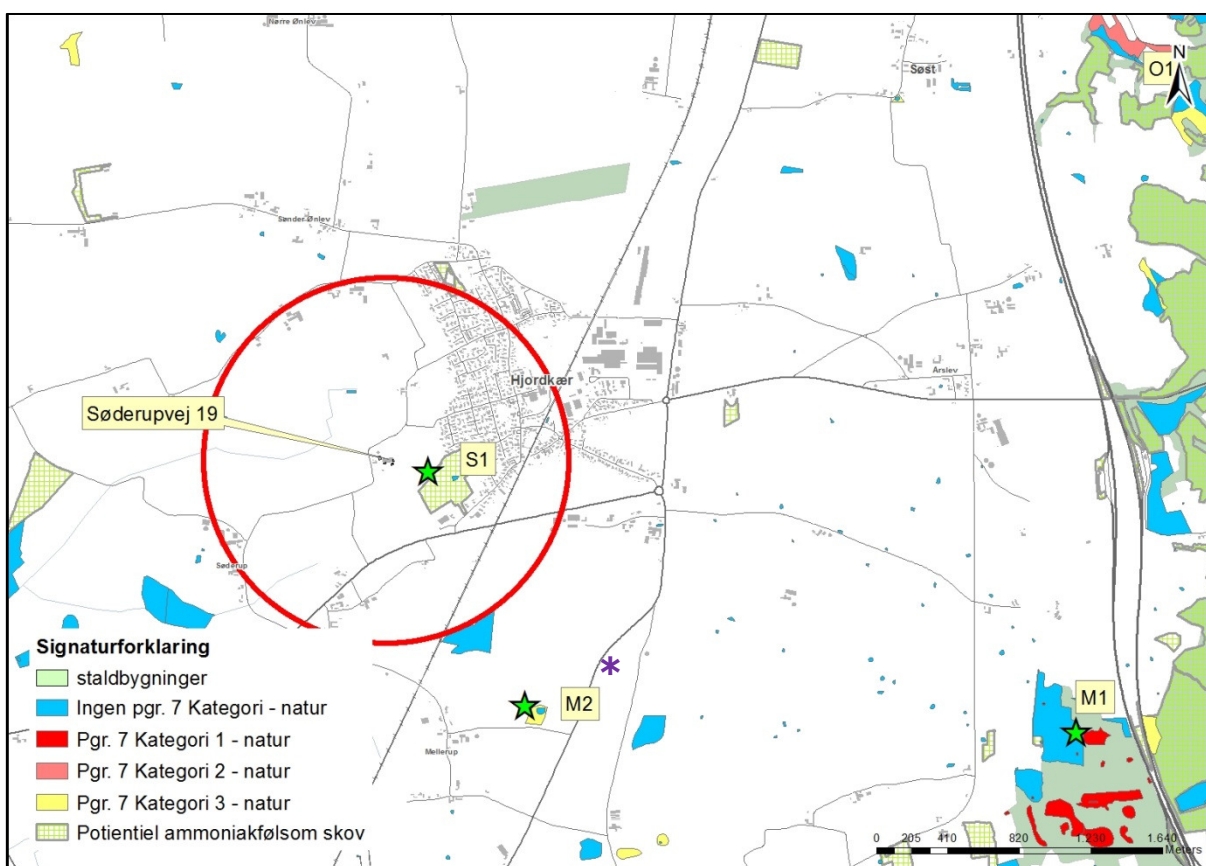 Nørre Ønlev
Søst
O1
N
Sønder Ønlev
Hjordkær
Årslev
Søderupvej 19
S1
Søderup
Signaturforklaring
staldbygninger
Ingen pgr. 7 Kategori - natur
Pgr. 7 Kategori 1 - natur
Pgr. 7 Kategori 2 - natur
Pgr. 7 Kategori 3 - natur
Potientiel ammoniakfølsom skov
M2
*
Mellerup
M1
0 205 410 820 1.230 1.640
Meters